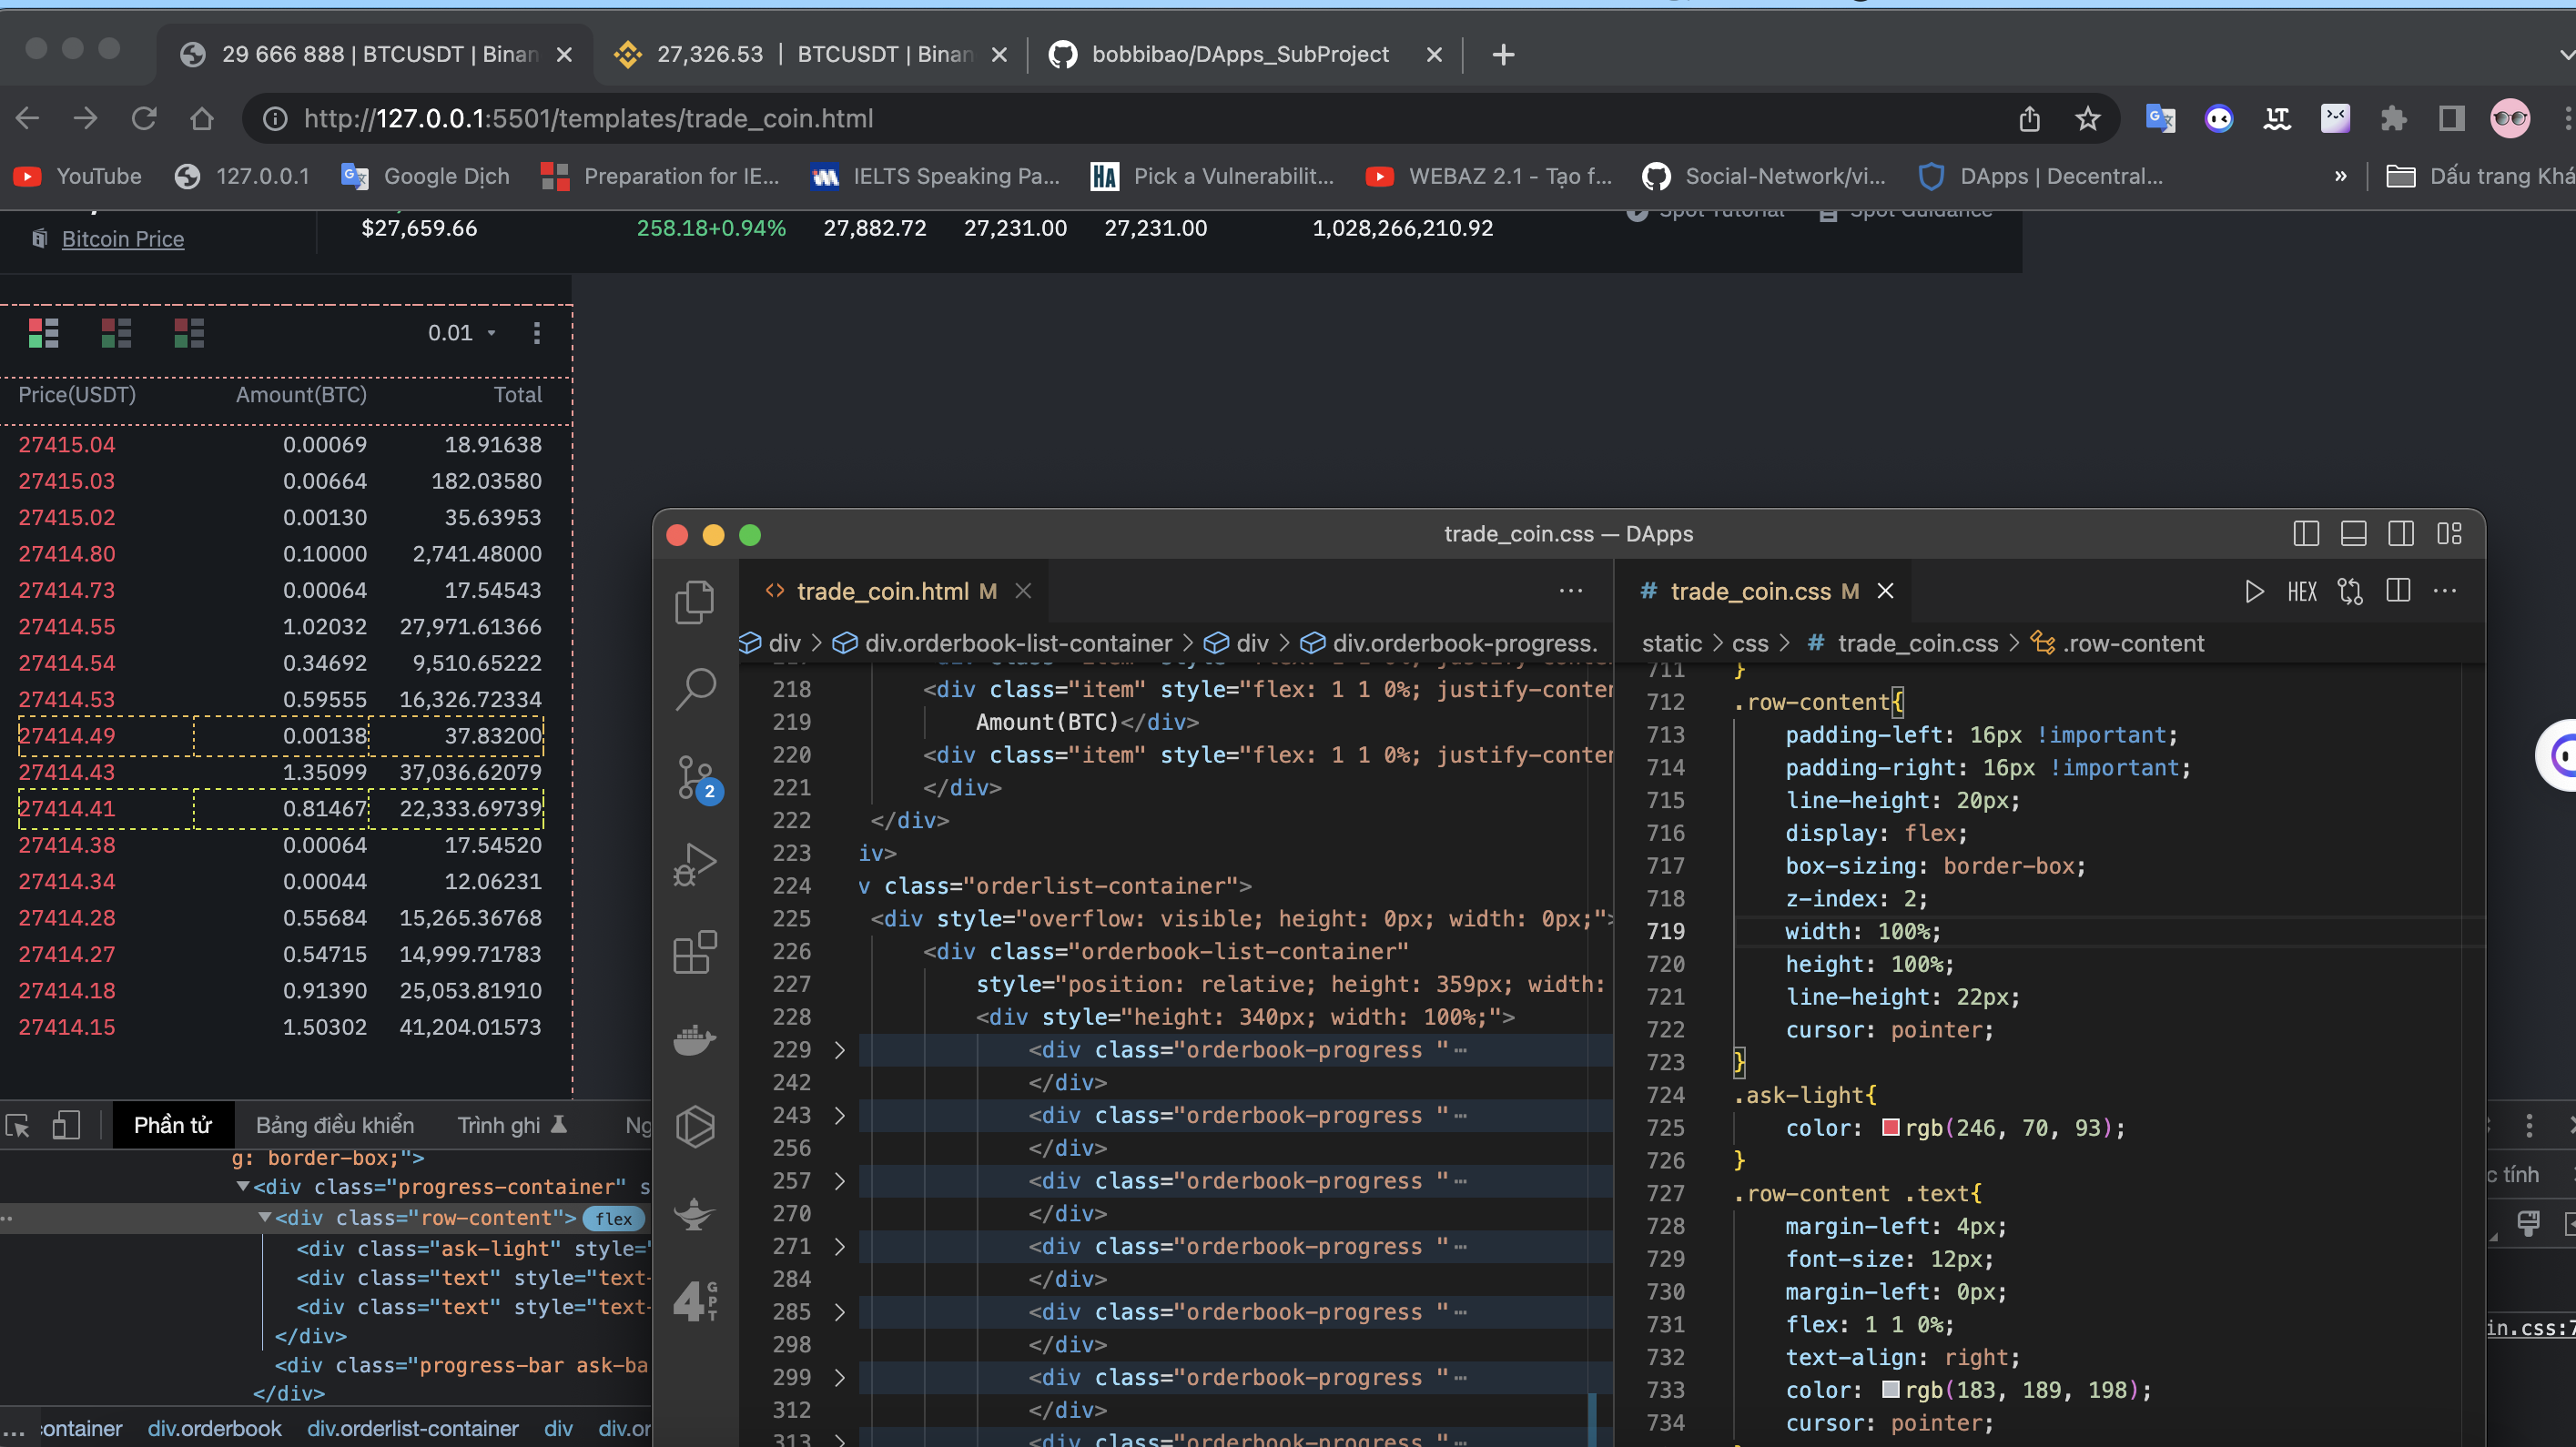 29 666 888 | BTCUSDT | Binan
27,326.53 | BTCUSDT | Binan
bobbibao/DApps_SubProject
http://127.0.0.1:5501/templates/trade_coin.html
YouTube
127.0.0.1
Google Dịch
Preparation for IE...
IELTS Speaking Pa...
HA Pick a Vulnerabilit...
WEBAZ 2.1 - Tạo f...
Social-Network/vi...
DApps | Decentral...
»
Dấu trang Khá
Spot Tutorial
Spot Guidance
Bitcoin Price
$27,659.66
258.18+0.94%
27,882.72
27,231.00
27,231.00
1,028,266,210.92
0.01
Price(USDT) Amount(BTC) Total
27415.04 0.00069 18.91638
27415.03 0.00664 182.03580
27415.02 0.00130 35.63953
27414.80 0.10000 2,741.48000
27414.73 0.00064 17.54543
27414.55 1.02032 27,971.61366
27414.54 0.34692 9,510.65222
27414.53 0.59555 16,326.72334
27414.49 0.00138 37.83200
27414.43 1.35099 37,036.62079
27414.41 0.81467 22,333.69739
27414.38 0.00064 17.54520
27414.34 0.00044 12.06231
27414.28 0.55684 15,265.36768
27414.27 0.54715 14,999.71783
27414.18 0.91390 25,053.81910
27414.15 1.50302 41,204.01573
Phần tử
Bảng điều khiển
Trình ghi
Ng
g: border-box;">
<div class="progress-container" s
<div class="row-content"> flex
<div class="ask-light" style="
<div class="text" style="text-
<div class="text" style="text-
</div>
<div class="progress-bar ask-ba
</div>
... :ontainer div.orderbook div.orderlist-container div div.or
trade_coin.css — DApps
trade_coin.html M
div > div.orderbook-list-container > div > div.orderbook-progress.
218 <div class="item" style="flex: 1 1 0%; justify-conter
219 Amount(BTC)</div>
220 <div class="item" style="flex: 1 1 0%; justify-conter
221 </div>
222 </div>
223 iv>
224 v class="orderlist-container">
225 <div style="overflow: visible; height: 0px; width: 0px;">
226 <div class="orderbook-list-container"
227 style="position: relative; height: 359px; width:
228 <div style="height: 340px; width: 100%;">
229 <div class="orderbook-progress "…
242 </div>
243 <div class="orderbook-progress "…
256 </div>
257 <div class="orderbook-progress "…
270 </div>
271 <div class="orderbook-progress "…
284 </div>
285 <div class="orderbook-progress "…
298 </div>
299 <div class="orderbook-progress "…
312 </div>
313 <div class="orderbook-progress "…
2
4 GPT
# trade_coin.css M
HEX
static > css > # trade_coin.css > .row-content
711 }
712 .row-content{
713 padding-left: 16px !important;
714 padding-right: 16px !important;
715 line-height: 20px;
716 display: flex;
717 box-sizing: border-box;
718 z-index: 2;
719 width: 100%;
720 height: 100%;
721 line-height: 22px;
722 cursor: pointer;
723 }
724 .ask-light{
725 color: rgb(246, 70, 93);
726 }
727 .row-content .text{
728 margin-left: 4px;
729 font-size: 12px;
730 margin-left: 0px;
731 flex: 1 1 0%;
732 text-align: right;
733 color: rgb(183, 189, 198);
734 cursor: pointer;
c tính
in.css:7